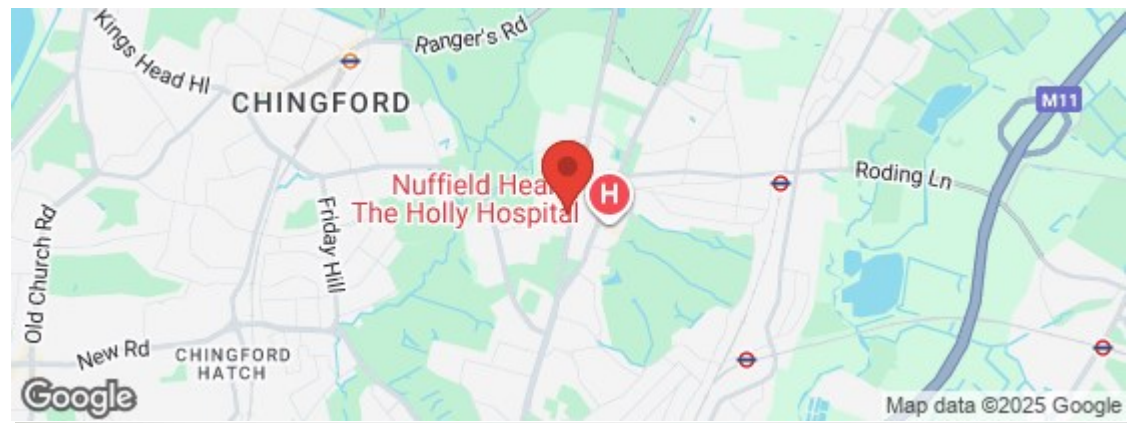 Kings Head Hl
Ranger's Rd
CHINGFORD
M11
Roding Ln
Nuffield Heal
The Holly Hospital
H
Friday Hill
Old Church Rd
New Rd
CHINGFORD
HATCH
Google
Map data ©2025 Google